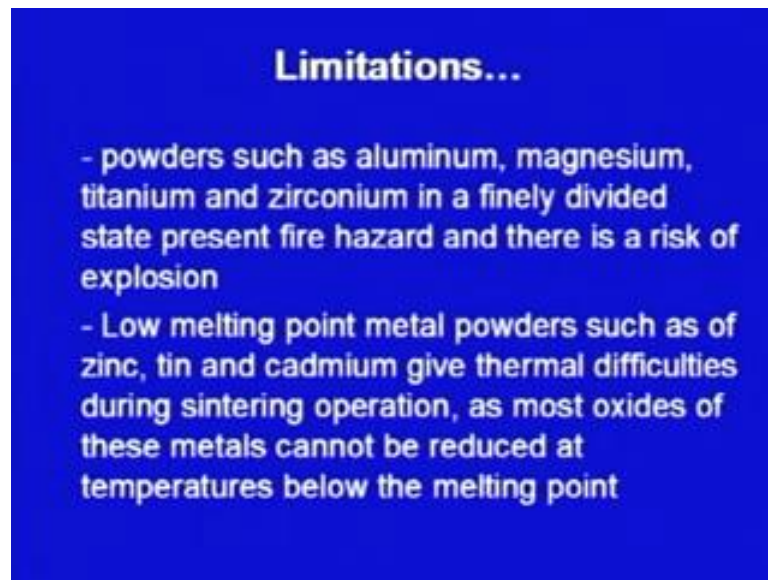 Limitations...
- powders such as aluminum, magnesium,
titanium and zirconium in a finely divided
state present fire hazard and there is a risk of
explosion
- Low melting point metal powders such as of
zinc, tin and cadmium give thermal difficulties
during sintering operation, as most oxides of
these metals cannot be reduced at
temperatures below the melting point